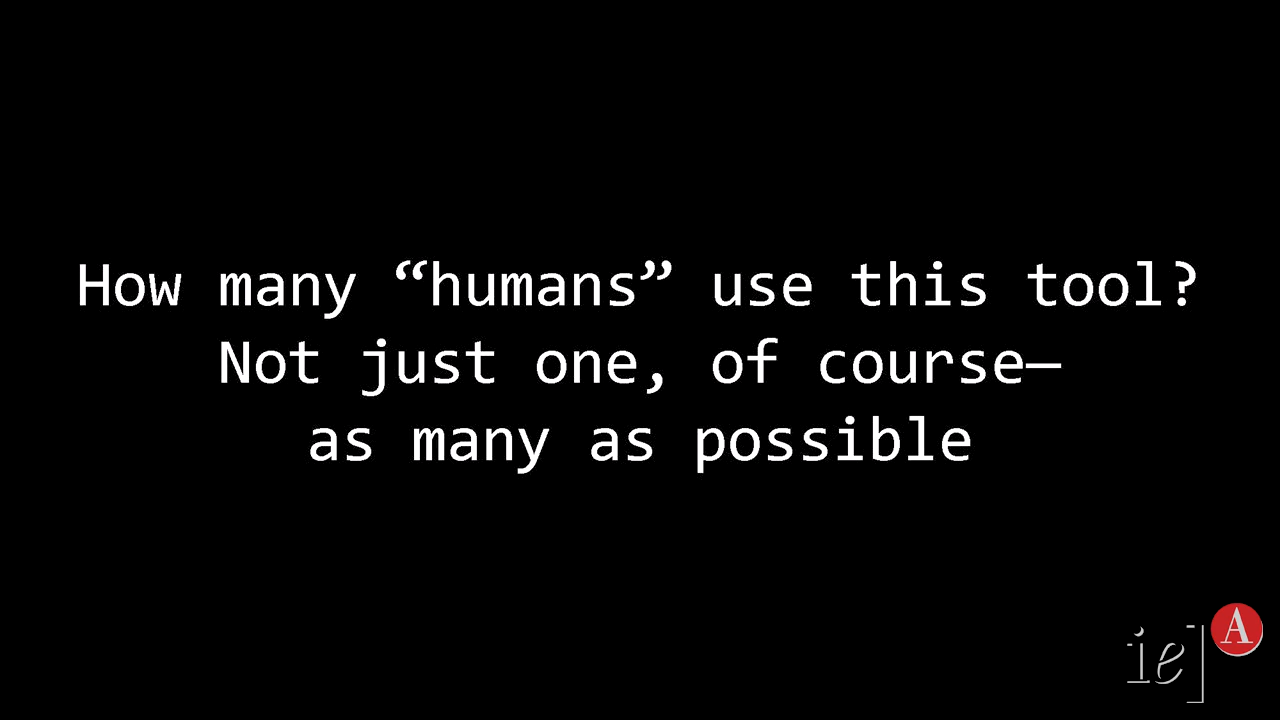 How many “humans” use this tool?
Not just one, of course—
as many as possible
ie]
A